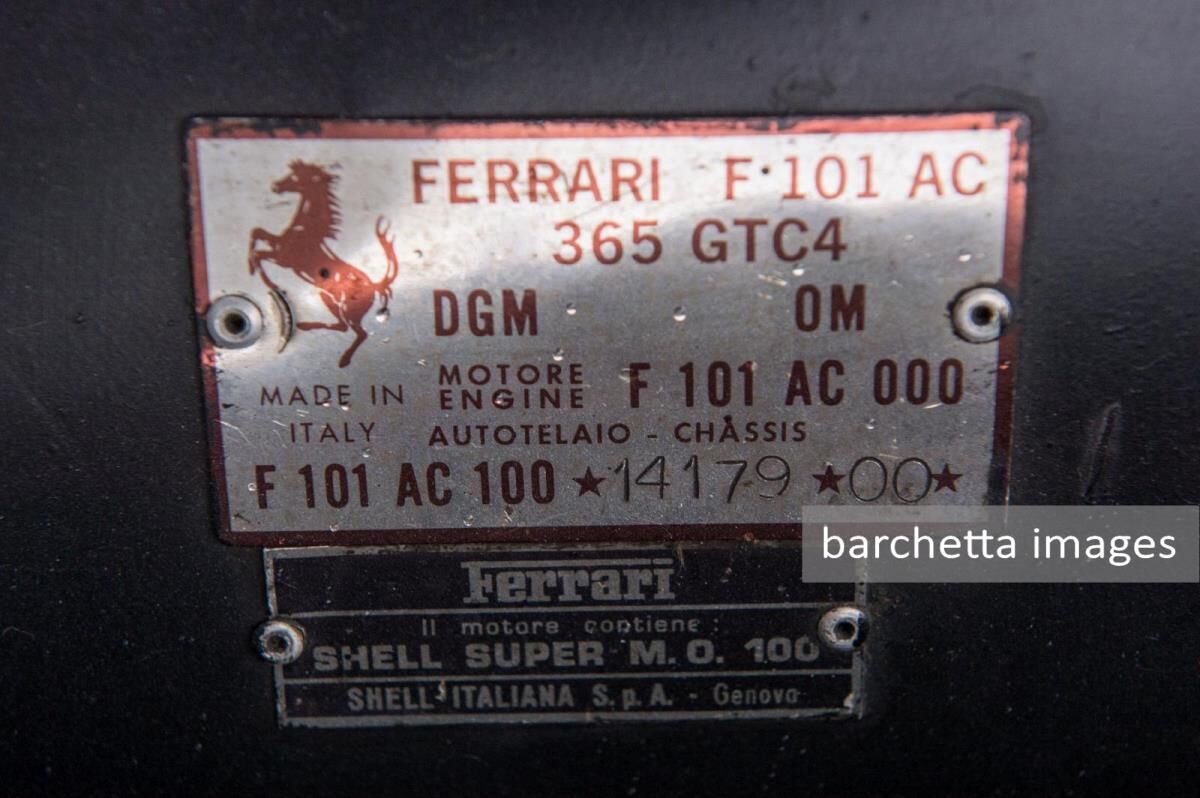 FERRARI F·101 AC
365 GTC4
DGM OM
MOTORE
ENGINE F 101 AC 000
MADE IN
ITALY
AUTOTELAIO - CHASSIS
F 101 AC 100 ★14179 ★00★
barchetta images
Ferrari
Il motore contiene:
SHELL SUPER M.O. 100
SHELL ITALIANA S.p.A. - Genova